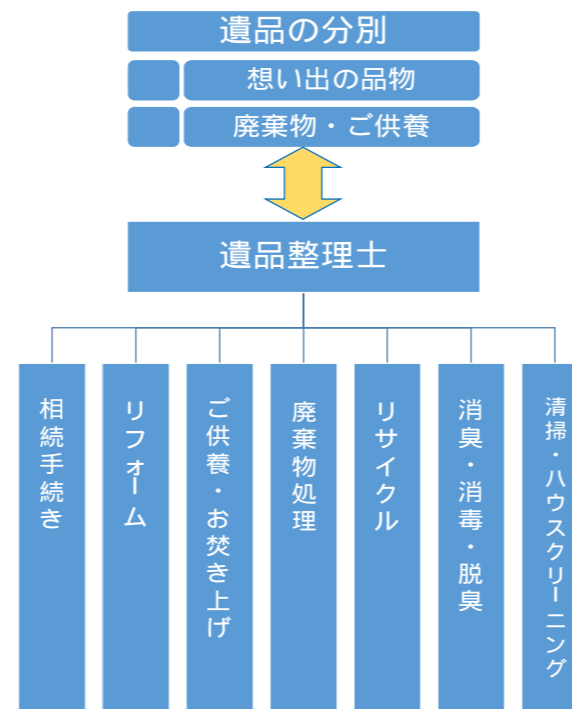 遺品の分別
想い出の品物
廃棄物・ご供養
遺品整理士
相続手続き
リフォーム
ご供養・お焚き上げ
廃棄物処理
リサイクル
消臭・消毒・脱臭
清掃・ハウスクリーニング